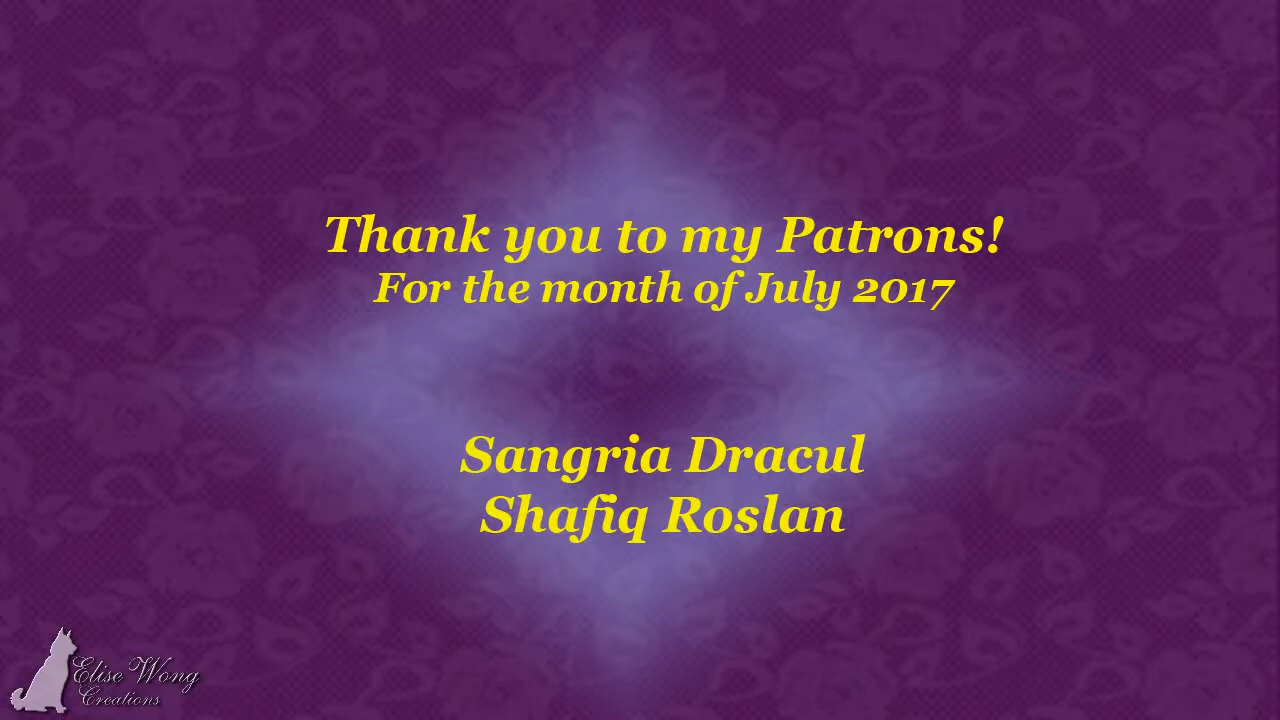 Thank you to my Patrons!
For the month of July 2017
Sangria Dracul
Shafiq Roslan
Elise Wong
Creations